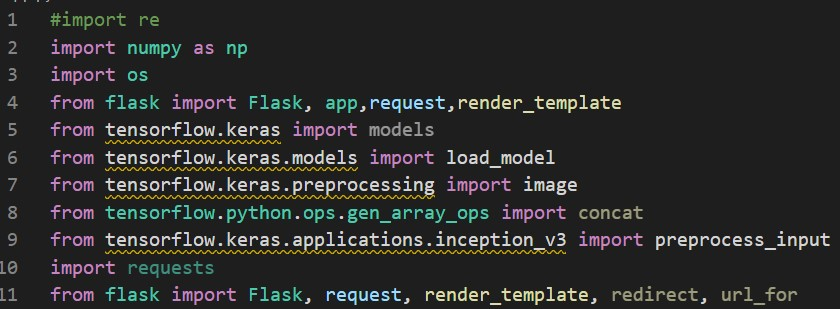 1 #import re
2 import numpy as np
3 import os
4 from flask import Flask, app,request,render_template
5 from tensorflow.keras import models
6 from tensorflow.keras.models import load_model
7 from tensorflow.keras.preprocessing import image
8 from tensorflow.python.ops.gen_array_ops import concat
9 from tensorflow.keras.applications.inception_v3 import preprocess_input
10 import requests
11 from flask import Flask, request, render_template, redirect, url_for